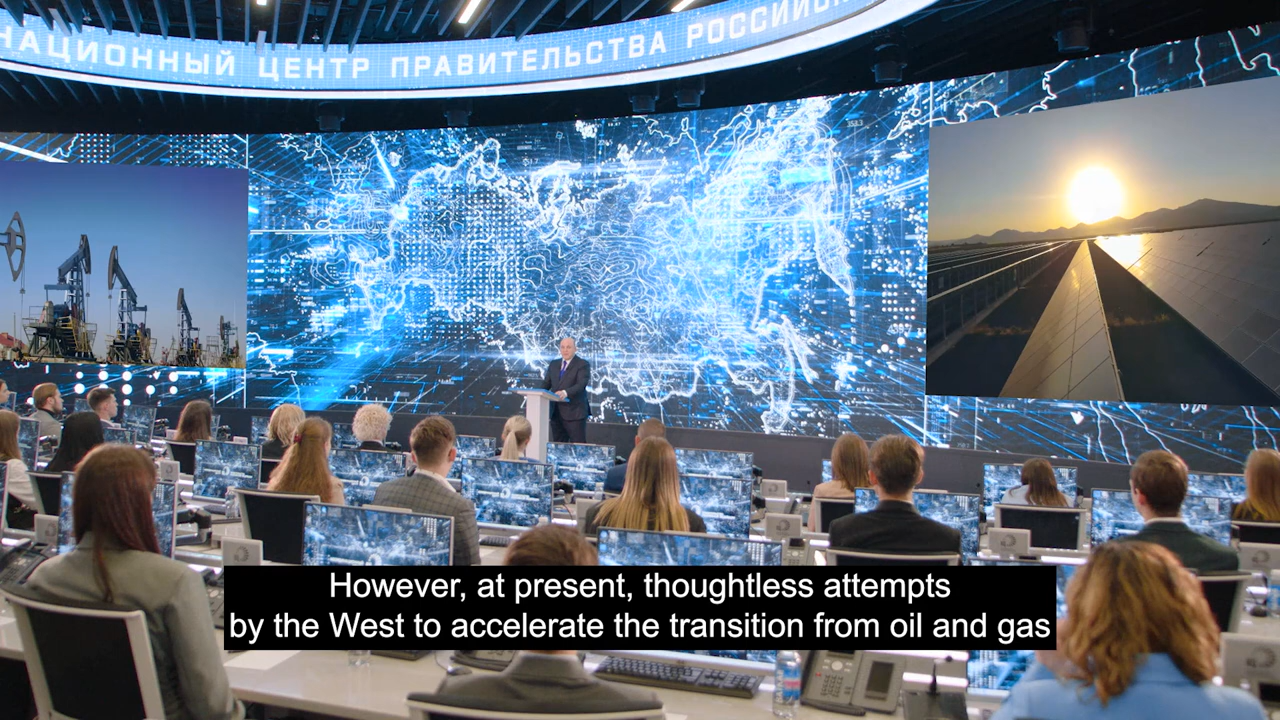 НАЦИОННЫЙ ЦЕНТР ПРАВИТЕЛЬСТВА
However, at present, thoughtless attempts
by the West to accelerate the transition from oil and gas